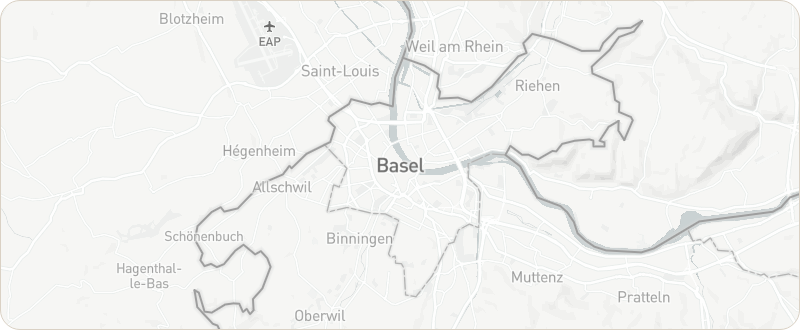 Blotzheim
EAP
Weil am Rhein
Saint-Louis
Riehen
Hégenheim
Basel
Allschwil
Schönenbuch
Binningen
Hagenthal-
le-Bas
Muttenz
Pratteln
Oberwil